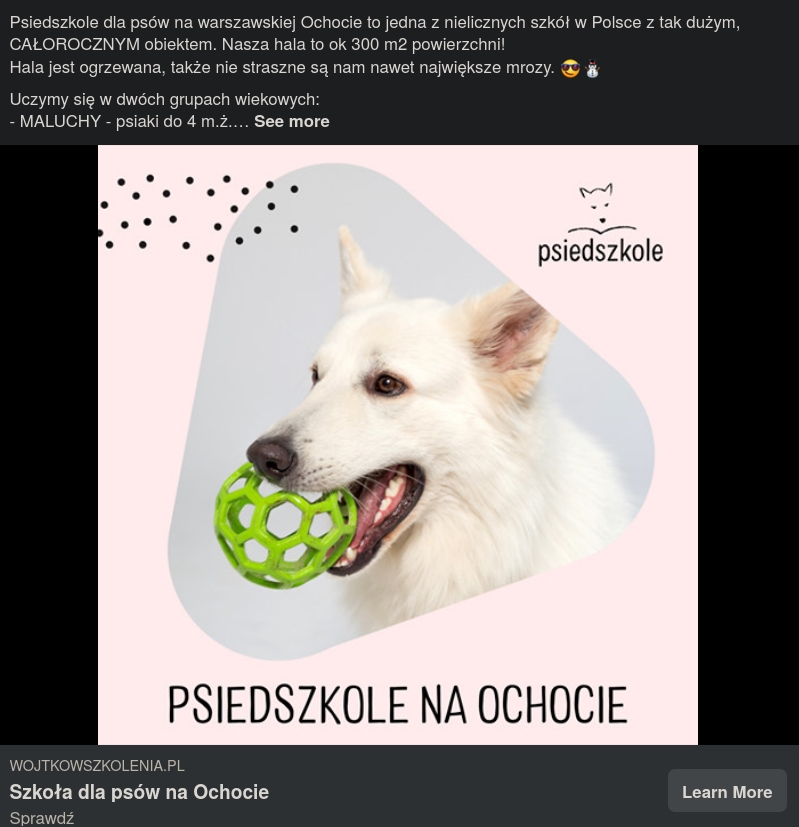 Psiedszkole dla psów na warszawskiej Ochocie to jedna z nielicznych szkół w Polsce z tak dużym,
CAŁOROCZNYM obiektem. Nasza hala to ok 300 m2 powierzchni!
Hala jest ogrzewana, także nie straszne są nam nawet największe mrozy. 😎⛄
Uczymy się w dwóch grupach wiekowych:
- MALUCHY - psiaki do 4 m.ż.… See more
psiedszkole
PSIEDSZKOLE NA OCHOCIE
WOJTKOWSZKOLENIA.PL
Szkoła dla psów na Ochocie
Learn More
Sprawdź